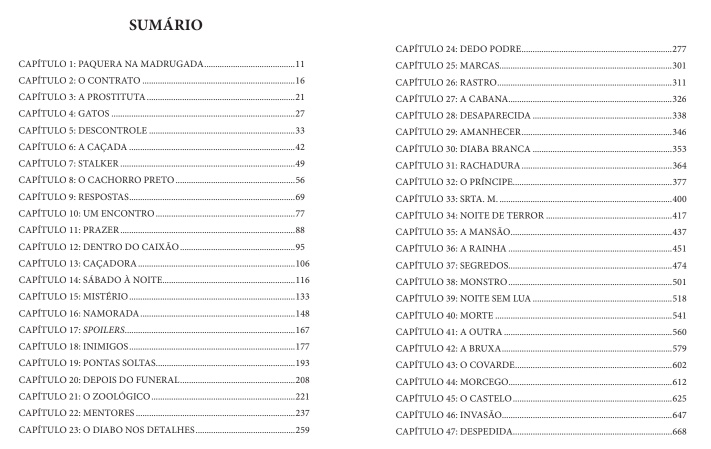 SUMÁRIO
CAPÍTULO 1: PAQUERA NA MADRUGADA......................................11
CAPÍTULO 2: O CONTRATO ......................................16
CAPÍTULO 3: A PROSTITUTA......................................21
CAPÍTULO 4: GATOS ......................................27
CAPÍTULO 5: DESCONTROLE ......................................33
CAPÍTULO 6: A CAÇADA ......................................42
CAPÍTULO 7: STALKER ......................................49
CAPÍTULO 8: O CACHORRO PRETO ......................................56
CAPÍTULO 9: RESPOSTAS......................................69
CAPÍTULO 10: UM ENCONTRO ......................................77
CAPÍTULO 11: PRAZER ......................................88
CAPÍTULO 12: DENTRO DO CAIXÃO ......................................95
CAPÍTULO 13: CAÇADORA ......................................106
CAPÍTULO 14: SÁBADO À NOITE......................................116
CAPÍTULO 15: MISTÉRIO ......................................133
CAPÍTULO 16: NAMORADA ......................................148
CAPÍTULO 17: SPOILERS......................................167
CAPÍTULO 18: INIMIGOS ......................................177
CAPÍTULO 19: PONTAS SOLTAS......................................193
CAPÍTULO 20: DEPOIS DO FUNERAL......................................208
CAPÍTULO 21: O ZOOLÓGICO ......................................221
CAPÍTULO 22: MENTORES ......................................237
CAPÍTULO 23: O DIABO NOS DETALHES ......................................259
CAPÍTULO 24: DEDO PODRE......................................277
CAPÍTULO 25: MARCAS......................................301
CAPÍTULO 26: RASTRO ......................................311
CAPÍTULO 27: A CABANA......................................326
CAPÍTULO 28: DESAPARECIDA ......................................338
CAPÍTULO 29: AMANHECER......................................346
CAPÍTULO 30: DIABA BRANCA ......................................353
CAPÍTULO 31: RACHADURA ......................................364
CAPÍTULO 32: O PRÍNCIPE......................................377
CAPÍTULO 33: SRTA. M. ......................................400
CAPÍTULO 34: NOITE DE TERROR ......................................417
CAPÍTULO 35: A MANSÃO......................................437
CAPÍTULO 36: A RAINHA ......................................451
CAPÍTULO 37: SEGREDOS......................................474
CAPÍTULO 38: MONSTRO ......................................501
CAPÍTULO 39: NOITE SEM LUA ......................................518
CAPÍTULO 40: MORTE ......................................541
CAPÍTULO 41: A OUTRA ......................................560
CAPÍTULO 42: A BRUXA......................................579
CAPÍTULO 43: O COVARDE......................................602
CAPÍTULO 44: MORCEGO......................................612
CAPÍTULO 45: O CASTELO ......................................625
CAPÍTULO 46: INVASÃO......................................647
CAPÍTULO 47: DESPEDIDA......................................668